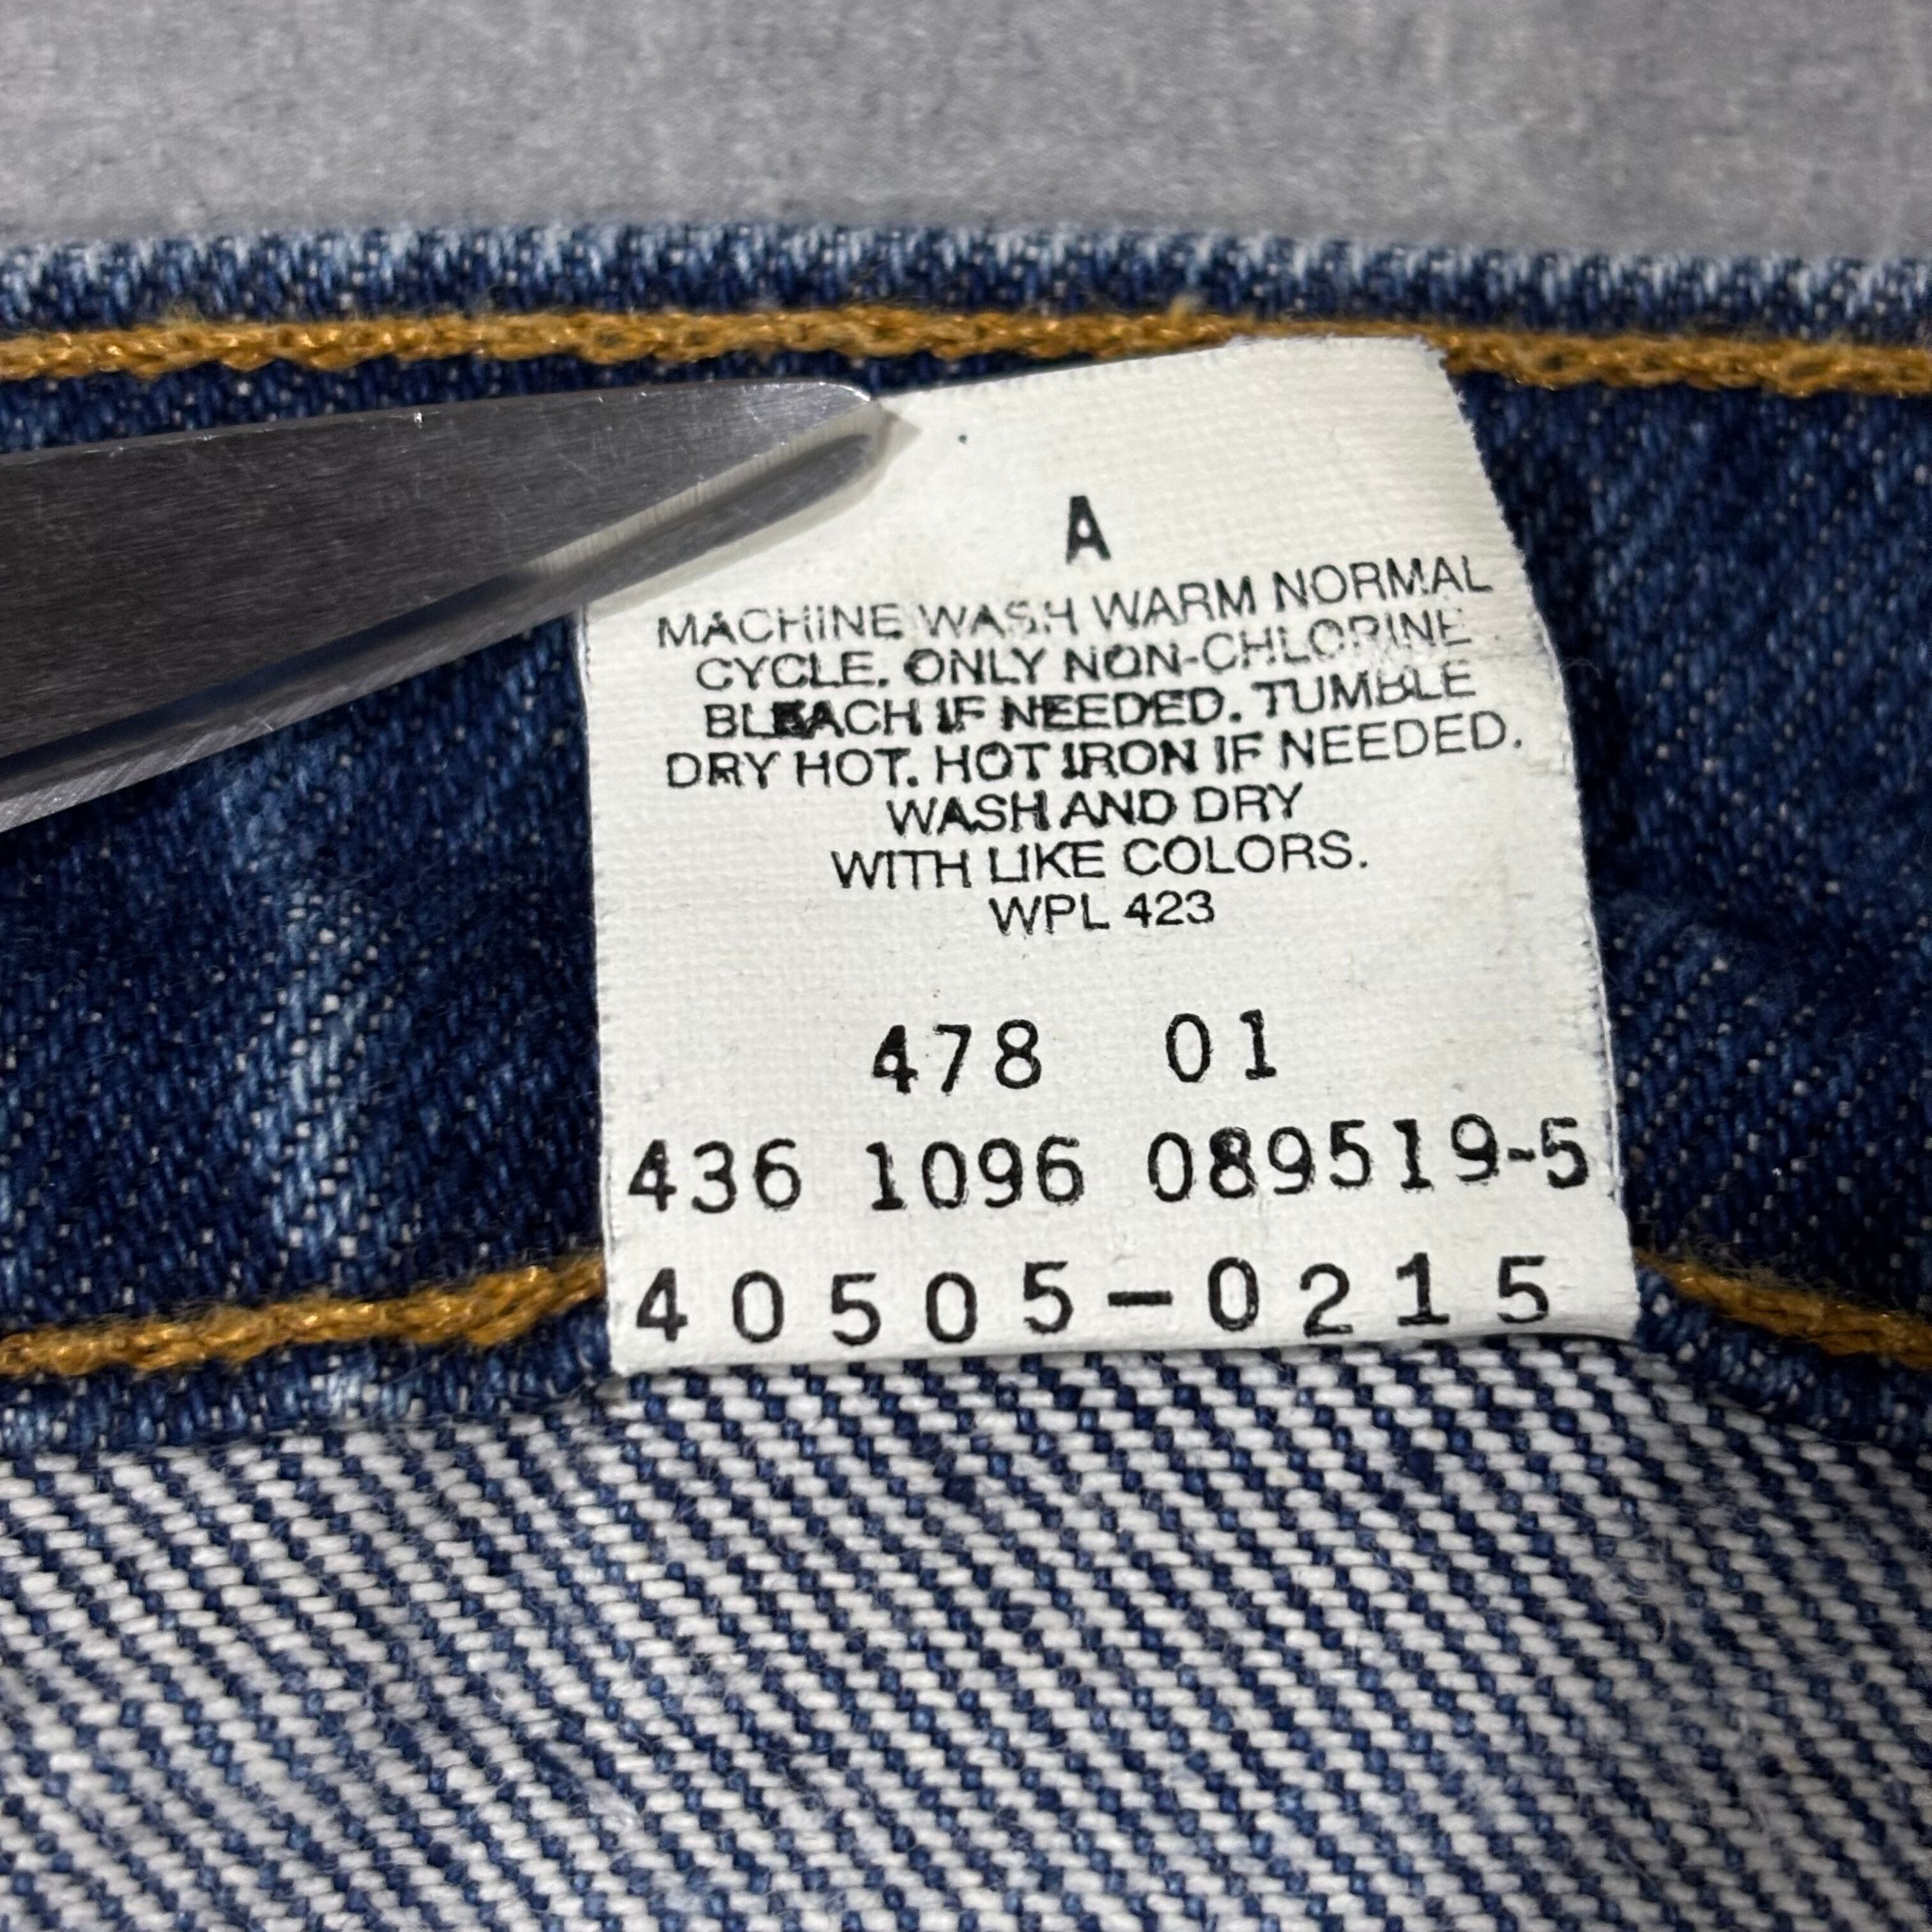 A
MACHINE WASH WARM NORMAL
CYCLE. ONLY NON-CHLORINE
BLEACH IF NEEDED. TUMBLE
DRY HOT. HOT IRON IF NEEDED.
WASH AND DRY
WITH LIKE COLORS.
WPL 423
478 01
436 1096 089519-5
40505-0215